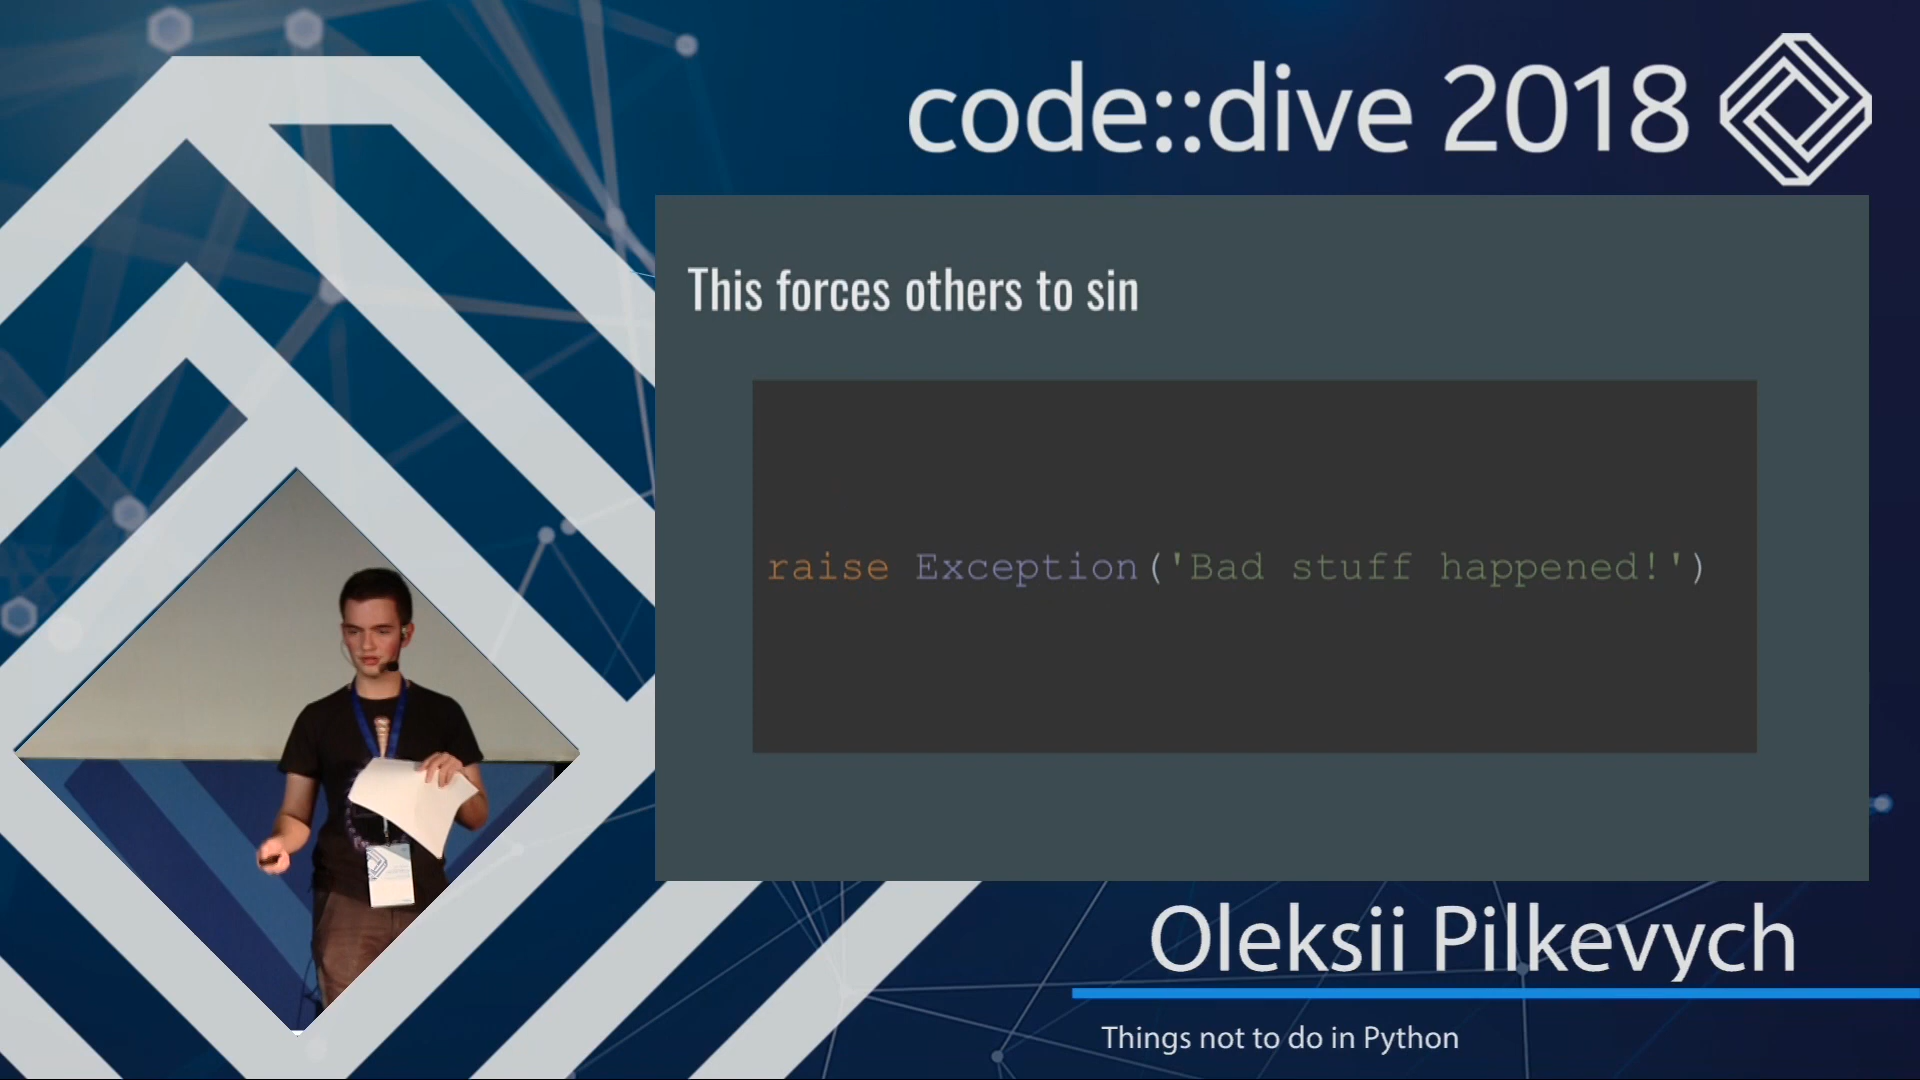 code::dive 2018
This forces others to sin
raise Exception('Bad stuff happened!')
Oleksii Pilkevych
Things not to do in Python